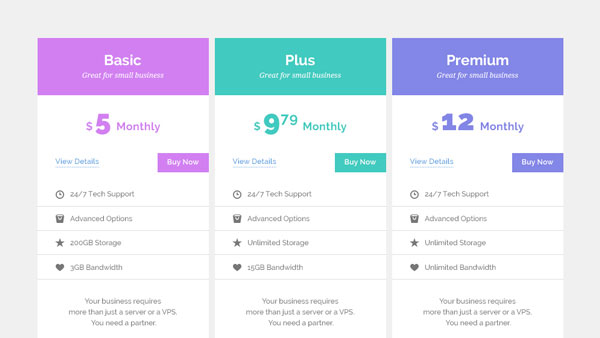 Basic
Great for small business
$ 5 Monthly
View Details
Buy Now
24/7 Tech Support
Advanced Options
200GB Storage
3GB Bandwidth
Your business requires
more than just a server or a VPS.
You need a partner.
Plus
Great for small business
$ 979 Monthly
View Details
Buy Now
24/7 Tech Support
Advanced Options
Unlimited Storage
15GB Bandwidth
Your business requires
more than just a server or a VPS.
You need a partner.
Premium
Great for small business
$ 12 Monthly
View Details
Buy Now
24/7 Tech Support
Advanced Options
Unlimited Storage
Unlimited Bandwidth
Your business requires
more than just a server or a VPS.
You need a partner.